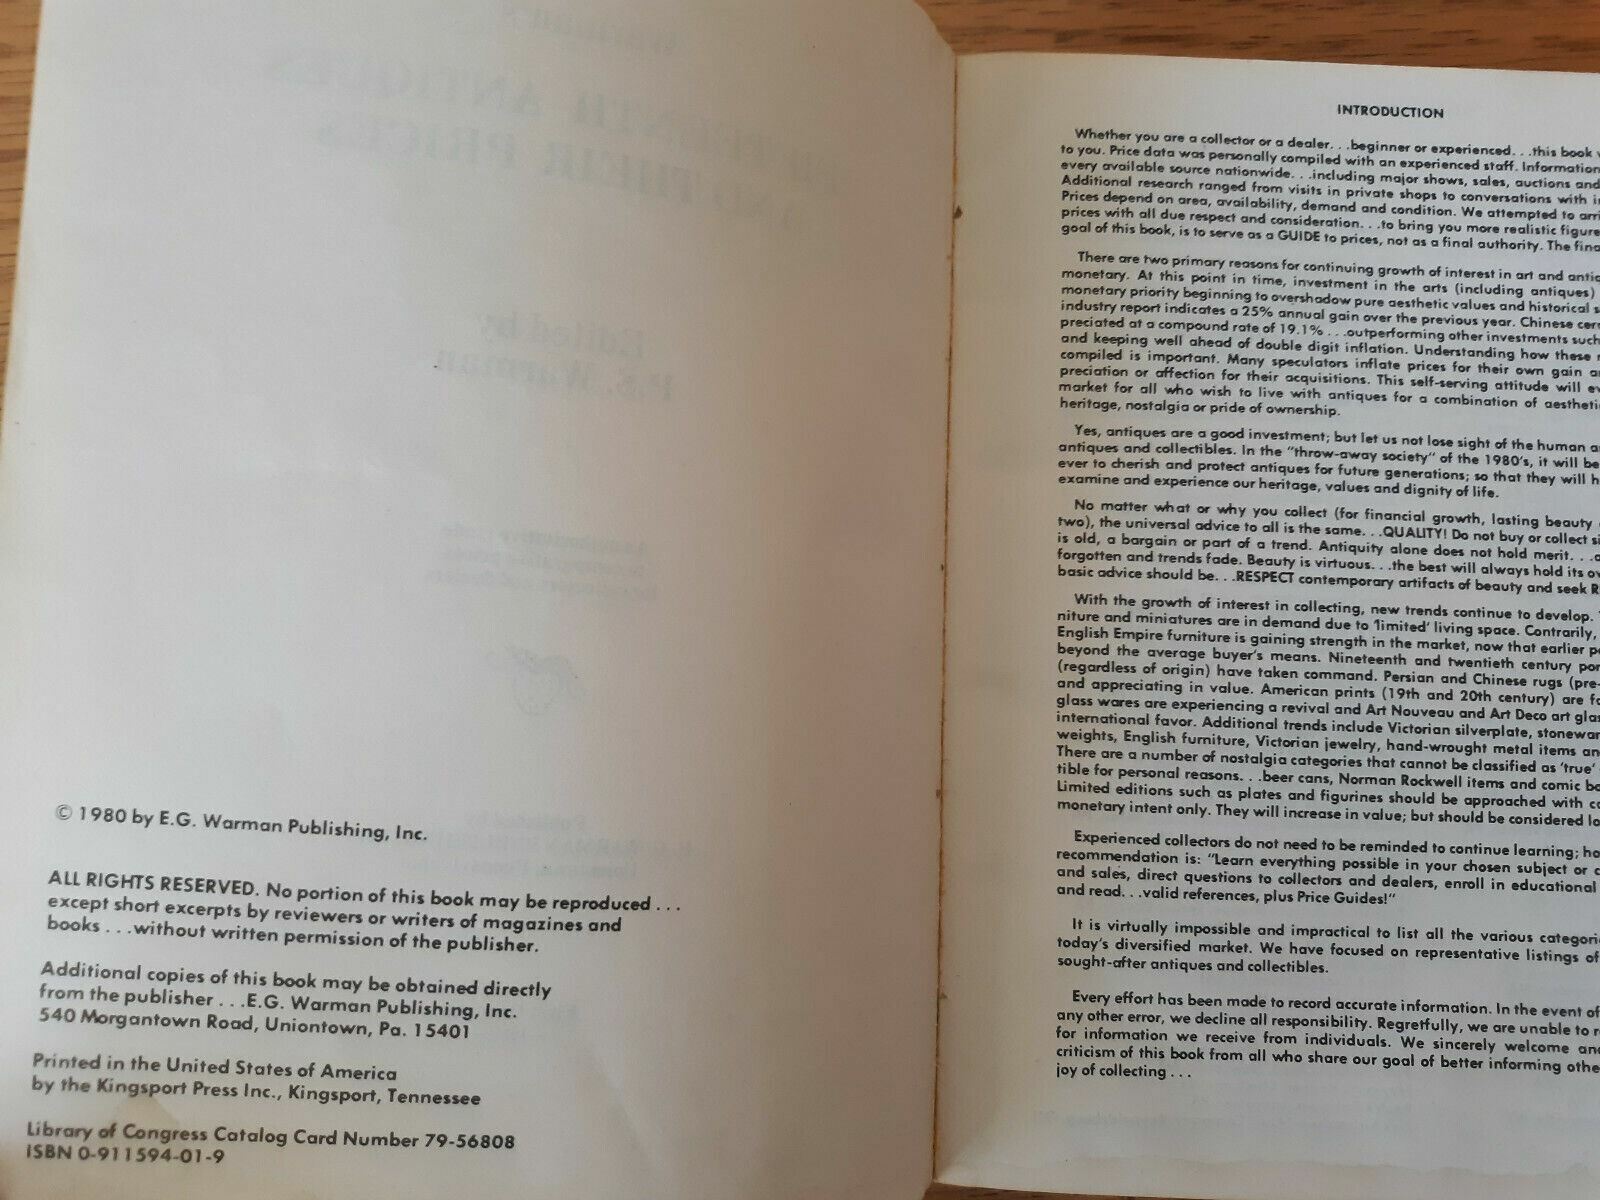 © 1980 by E.G. Warman Publishing, Inc.
ALL RIGHTS RESERVED. No portion of this book may be reproduced . . .
except short excerpts by reviewers or writers of magazines and
books . . .without written permission of the publisher.
Additional copies of this book may be obtained directly
from the publisher . . .E.G. Warman Publishing, Inc.
540 Morgantown Road, Uniontown, Pa. 15401
Printed in the United States of America
by the Kingsport Press Inc., Kingsport, Tennessee
Library of Congress Catalog Card Number 79-56808
ISBN 0-911594-01-9
INTRODUCTION
Whether you are a collector or a dealer. . .beginner or experienced. . .this book
to you. Price data was personally compiled with an experienced staff. Information
every available source nationwide. . .including major shows, sales, auctions and
Additional research ranged from visits in private shops to conversations with
Prices depend on area, availability, demand and condition. We attempted to
prices with all due respect and consideration. . .to bring you more realistic
goal of this book, is to serve as a GUIDE to prices, not as a final authority. The
There are two primary reasons for continuing growth of interest in art and
monetary. At this point in time, investment in the arts (including antiques)
monetary priority beginning to overshadow pure aesthetic values and historical
industry report indicates a 25% annual gain over the previous year. Chinese
preciated at a compound rate of 19.1% . . .outperforming other investments such
and keeping well ahead of double digit inflation. Understanding how these
compiled is important. Many speculators inflate prices for their own gain
preciation or affection for their acquisitions. This self-serving attitude will
market for all who wish to live with antiques for a combination of
heritage, nostalgia or pride of ownership.
Yes, antiques are a good investment; but let us not lose sight of the human
antiques and collectibles. In the "throw-away society" of the 1980's, it will be
ever to cherish and protect antiques for future generations; so that they will
examine and experience our heritage, values and dignity of life.
No matter what or why you collect (for financial growth, lasting beauty
two), the universal advice to all is the same. . .QUALITY! Do not buy or collect
is old, a bargain or part of a trend. Antiquity alone does not hold merit. . .
forgotten and trends fade. Beauty is virtuous. . .the best will always hold its
basic advice should be. . .RESPECT contemporary artifacts of beauty and seek
With the growth of interest in collecting, new trends continue to develop.
niture and miniatures are in demand due to 'limited' living space. Contrarily,
English Empire furniture is gaining strength in the market, now that earlier
beyond the average buyer's means. Nineteenth and twentieth century
(regardless of origin) have taken command. Persian and Chinese rugs (pre-
and appreciating in value. American prints (19th and 20th century) are
glass wares are experiencing a revival and Art Nouveau and Art Deco art
international favor. Additional trends include Victorian silverplate,
weights, English furniture, Victorian jewelry, hand-wrought metal items
There are a number of nostalgia categories that cannot be classified as 'true'
tible for personal reasons. . .beer cans, Norman Rockwell items and comic
Limited editions such as plates and figurines should be approached with
monetary intent only. They will increase in value; but should be considered
Experienced collectors do not need to be reminded to continue learning;
recommendation is: "Learn everything possible in your chosen subject or
and sales, direct questions to collectors and dealers, enroll in educational
and read. . .valid references, plus Price Guides!"
It is virtually impossible and impractical to list all the various
today's diversified market. We have focused on representative listings of
sought-after antiques and collectibles.
Every effort has been made to record accurate information. In the event of
any other error, we decline all responsibility. Regretfully, we are unable to
for information we receive from individuals. We sincerely welcome
criticism of this book from all who share our goal of better informing
joy of collecting . . .